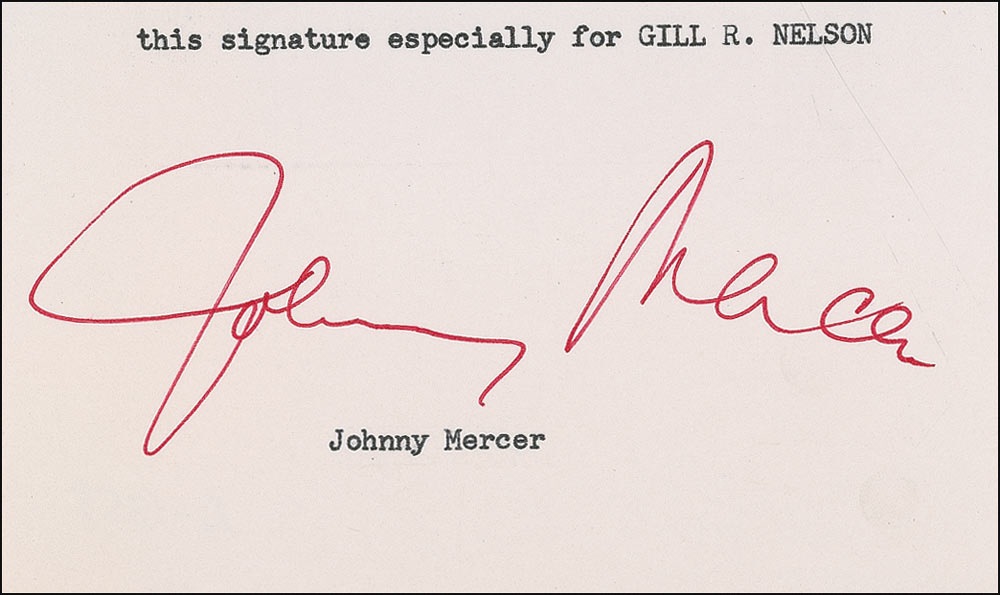 this signature especially for GILL R. NELSON
Johnny Mercer
Johnny Mercer